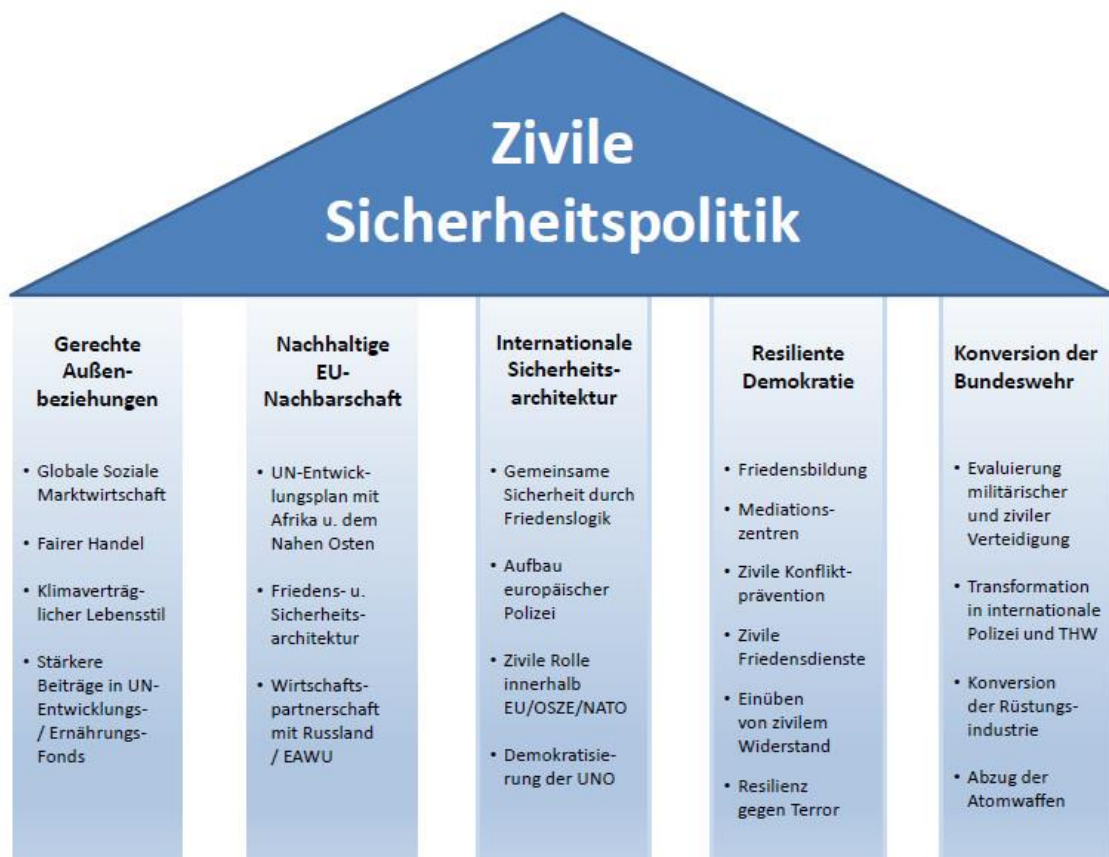 Zivile
Sicherheitspolitik
Gerechte
Außen-
beziehungen
• Globale Soziale
Marktwirtschaft
• Fairer Handel
• Klimaverträg-
licher Lebensstil
• Stärkere
Beiträge in UN-
Entwicklungs-
/ Ernährungs-
Fonds
Nachhaltige
EU-
Nachbarschaft
• UN-Entwick-
lungsplan mit
Afrika u. dem
Nahen Osten
• Friedens- u.
Sicherheits-
architektur
• Wirtschafts-
partnerschaft
mit Russland
/ EAWU
Internationale
Sicherheits-
architektur
• Gemeinsame
Sicherheit durch
Friedenslogik
• Aufbau
europäischer
Polizei
• Zivile Rolle
innerhalb
EU/OSZE/NATO
• Demokratisie-
rung der UNO
Resiliente
Demokratie
• Friedensbildung
• Mediations-
zentren
• Zivile Konflikt-
prävention
• Zivile
Friedensdienste
• Einüben
von zivilem
Widerstand
• Resilienz
gegen Terror
Konversion der
Bundeswehr
• Evaluierung
militärischer
und ziviler
Verteidigung
• Transformation
in internationale
Polizei und THW
• Konversion
der Rüstungs-
industrie
• Abzug der
Atomwaffen